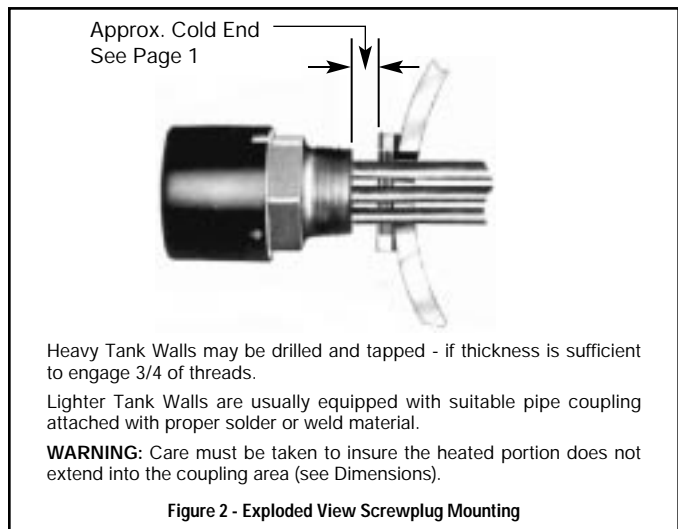 Approx. Cold End
See Page 1
Heavy Tank Walls may be drilled and tapped - if thickness is sufficient
to engage 3/4 of threads.
Lighter Tank Walls are usually equipped with suitable pipe coupling
attached with proper solder or weld material.
WARNING: Care must be taken to insure the heated portion does not
extend into the coupling area (see Dimensions).
Figure 2 - Exploded View Screwplug Mounting